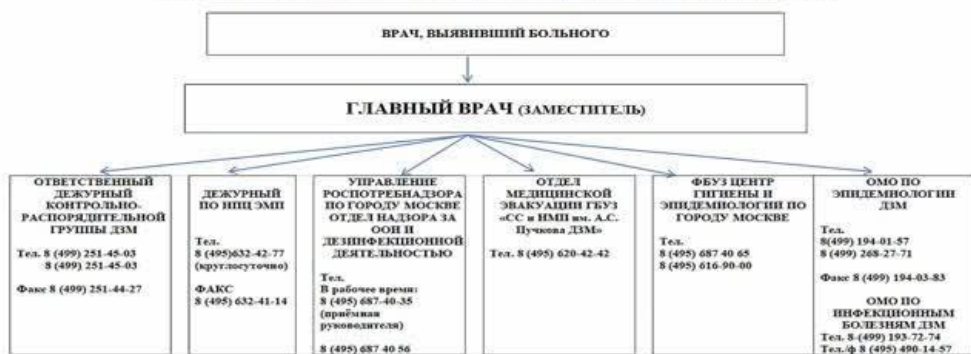 ВРАЧ, ВЫЯВИВШИЙ БОЛЬНОГО
ГЛАВНЫЙ ВРАЧ (ЗАМЕСТИТЕЛЬ)
ОТВЕТСТВЕННЫЙ
ДЕЖУРНЫЙ
КОНТРОЛЬНО-
РАСПОРЯДИТЕЛЬНОЙ
ГРУППЫ ДЗМ
Тел. 8 (499) 251-45-03
8 (499) 251-45-03
Факс 8 (499) 251-44-27
ДЕЖУРНЫЙ
ПО НПЦ ЭМП
Тел.
8 (495)632-42-77
(круглосуточно)
ФАКС
8 (495) 632-41-14
УПРАВЛЕНИЕ
РОСПОТРЕБНАДЗОРА
ПО ГОРОДУ МОСКВЕ
ОТДЕЛ НАДЗОРА ЗА
ООИ И
ДЕЗИНФЕКЦИОННОЙ
ДЕЯТЕЛЬНОСТЬЮ
Тел.
В рабочее время:
8 (495) 687-40-35
(приёмная
руководителя)
8 (495) 687 40 56
ОТДЕЛ
МЕДИЦИНСКОЙ
ЭВАКУАЦИИ ГБУЗ
«СС и НМП им. А.С.
Пучкова ДЗМ»
Тел. 8 (495) 620-42-42
ФБУЗ ЦЕНТР
ГИГИЕНЫ И
ЭПИДЕМИОЛОГИИ ПО
ГОРОДУ МОСКВЕ
Тел.
8 (495) 687 40 65
8 (495) 616-90-00
ОМО ПО
ЭПИДЕМИОЛОГИИ
ДЗМ
Тел.
8(499) 194-01-57
8 (499) 268-27-71
Факс 8 (499) 194-03-83
ОМО ПО
ИНФЕКЦИОННЫМ
БОЛЕЗНЯМ ДЗМ
Тел. 8-(499) 193-72-74
Тел./ф 8 (495) 490-14-57